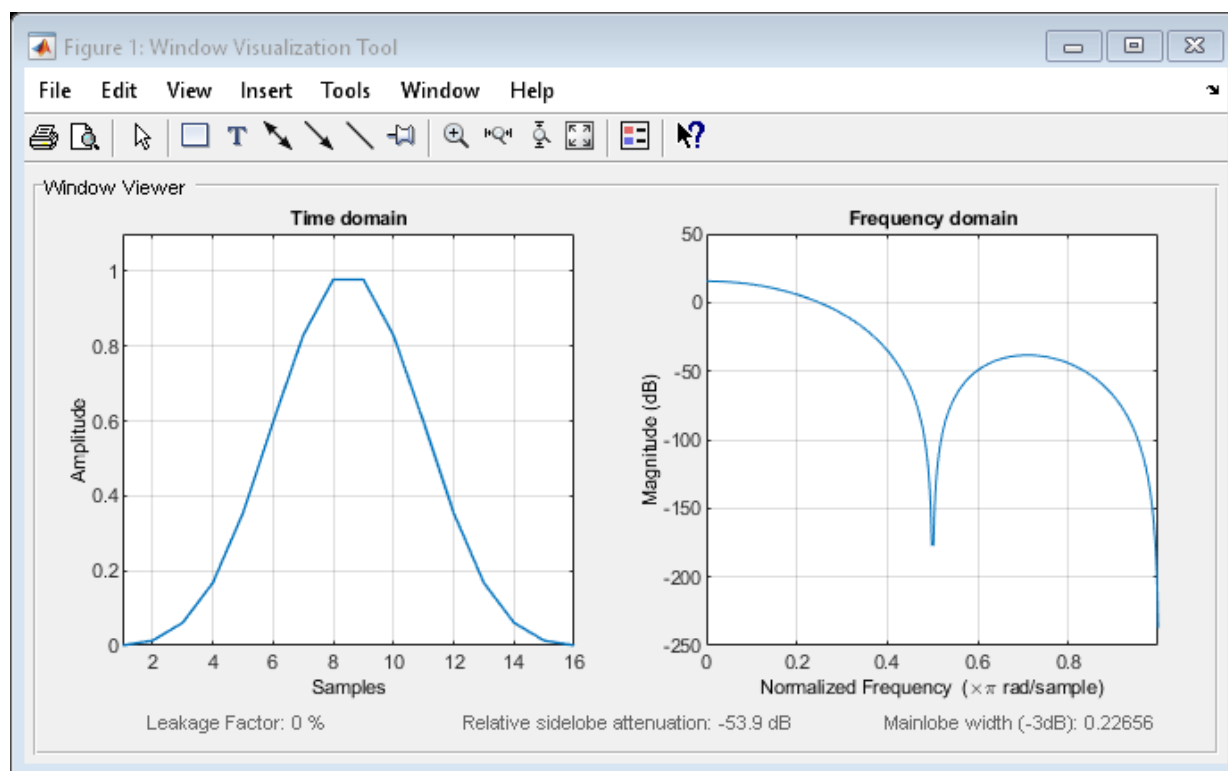 Figure 1: Window Visualization Tool
File Edit View Insert Tools Window Help
Window Viewer
Time domain
Amplitude
1
0.8
0.6
0.4
0.2
0
2 4 6 8 10 12 14 16
Samples
Frequency domain
Magnitude (dB)
50
0
-50
-100
-150
-200
-250
0 0.2 0.4 0.6 0.8
Normalized Frequency (×π rad/sample)
Leakage Factor: 0 % Relative sidelobe attenuation: -53.9 dB Mainlobe width (-3dB): 0.22656